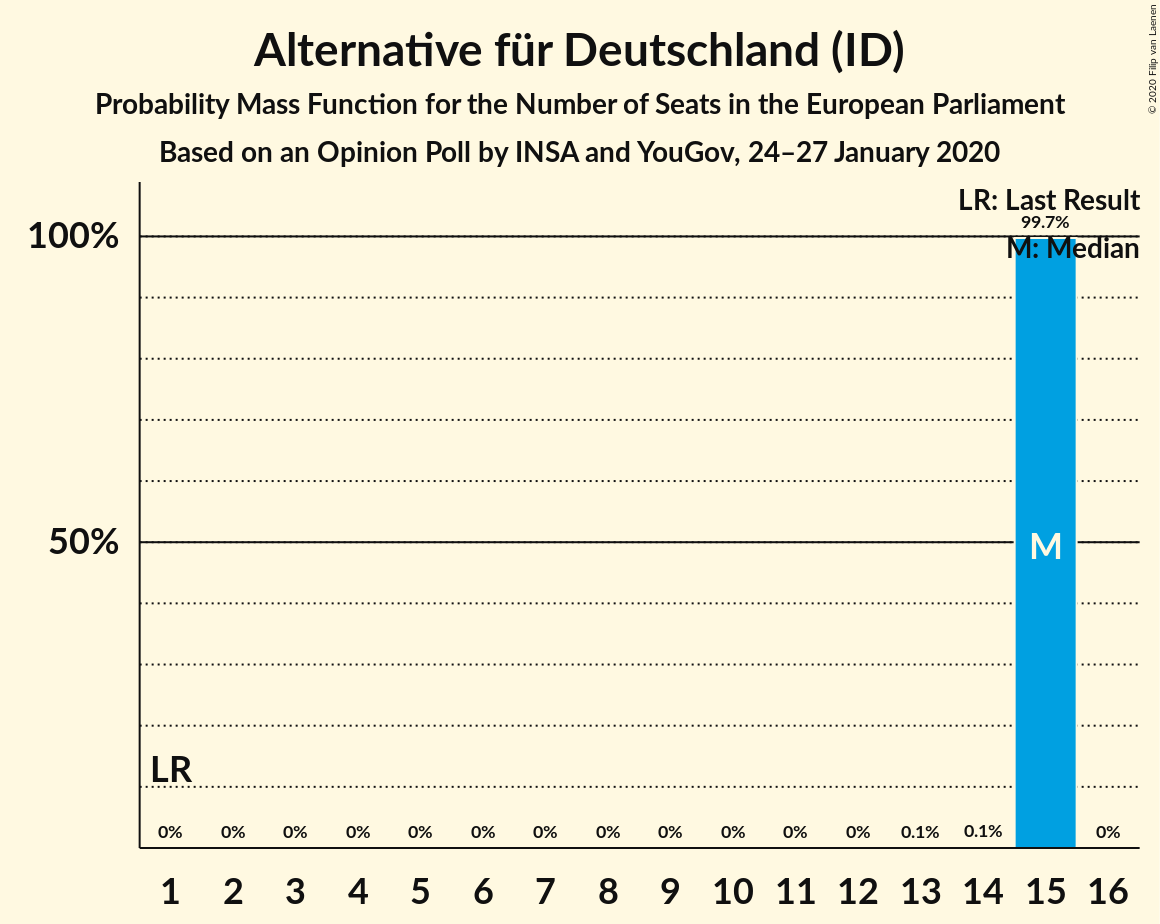 Alternative für Deutschland (ID)
Probability Mass Function for the Number of Seats in the European Parliament
Based on an Opinion Poll by INSA and YouGov, 24–27 January 2020
© 2020 Filip van Laenen
LR: Last Result
99.7%
100%
M: Median
50%
M
LR
0% 0% 0% 0% 0% 0% 0% 0% 0% 0% 0% 0% 0.1% 0.1% 0%
1 2 3 4 5 6 7 8 9 10 11 12 13 14 15 16